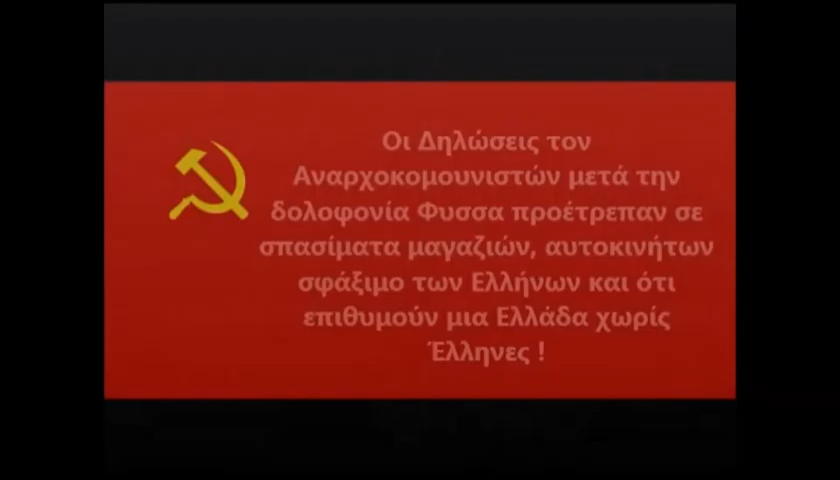 Οι Δηλώσεις τον
Αναρχοκομουνιστών μετά την
δολοφονία Φυσσα προέτρεπαν σε
σπασίματα μαγαζιών, αυτοκινήτων
σφάξιμο των Ελλήνων και ότι
επιθυμούν μια Ελλάδα χωρίς
Έλληνες !